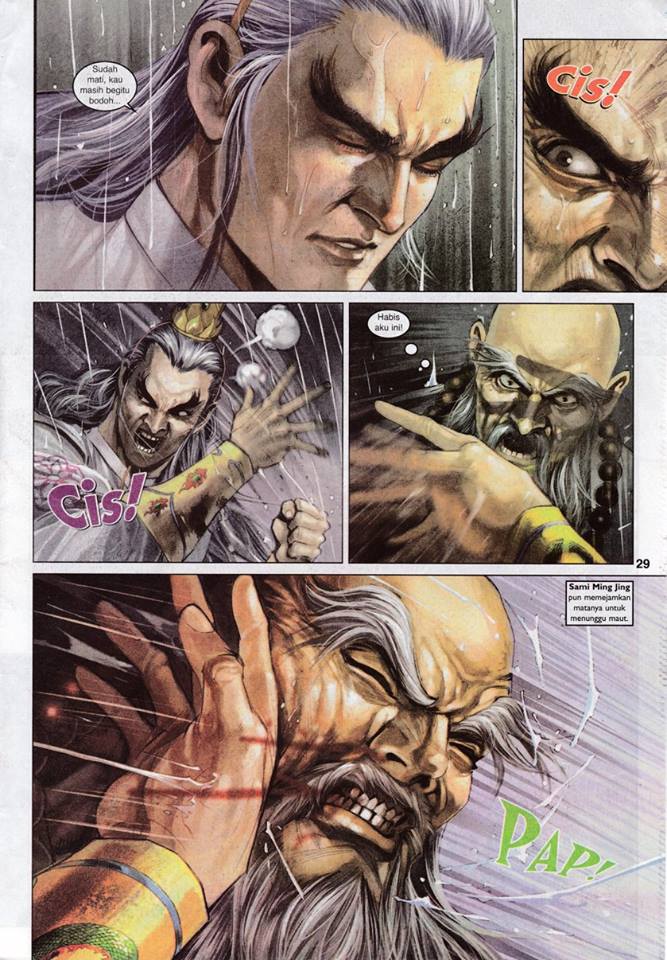 Sudah
mati, kau
masih begitu
bodoh...
Cis!
Cis!
Habis
aku ini!
29
Sami Ming Jing
pun memejamkan
matanya untuk
menunggu maut.
PAP!